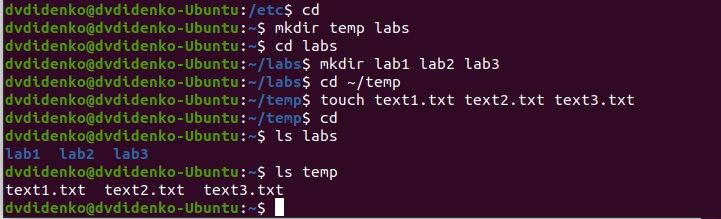 dvdidenko@dvdidenko-Ubuntu:/etc$ cd
dvdidenko@dvdidenko-Ubuntu:~$ mkdir temp labs
dvdidenko@dvdidenko-Ubuntu:~$ cd labs
dvdidenko@dvdidenko-Ubuntu:~/labs$ mkdir lab1 lab2 lab3
dvdidenko@dvdidenko-Ubuntu:~/labs$ cd ~/temp
dvdidenko@dvdidenko-Ubuntu:~/temp$ touch text1.txt text2.txt text3.txt
dvdidenko@dvdidenko-Ubuntu:~/temp$ cd
dvdidenko@dvdidenko-Ubuntu:~$ ls labs
lab1  lab2  lab3
dvdidenko@dvdidenko-Ubuntu:~$ ls temp
text1.txt  text2.txt  text3.txt
dvdidenko@dvdidenko-Ubuntu:~$